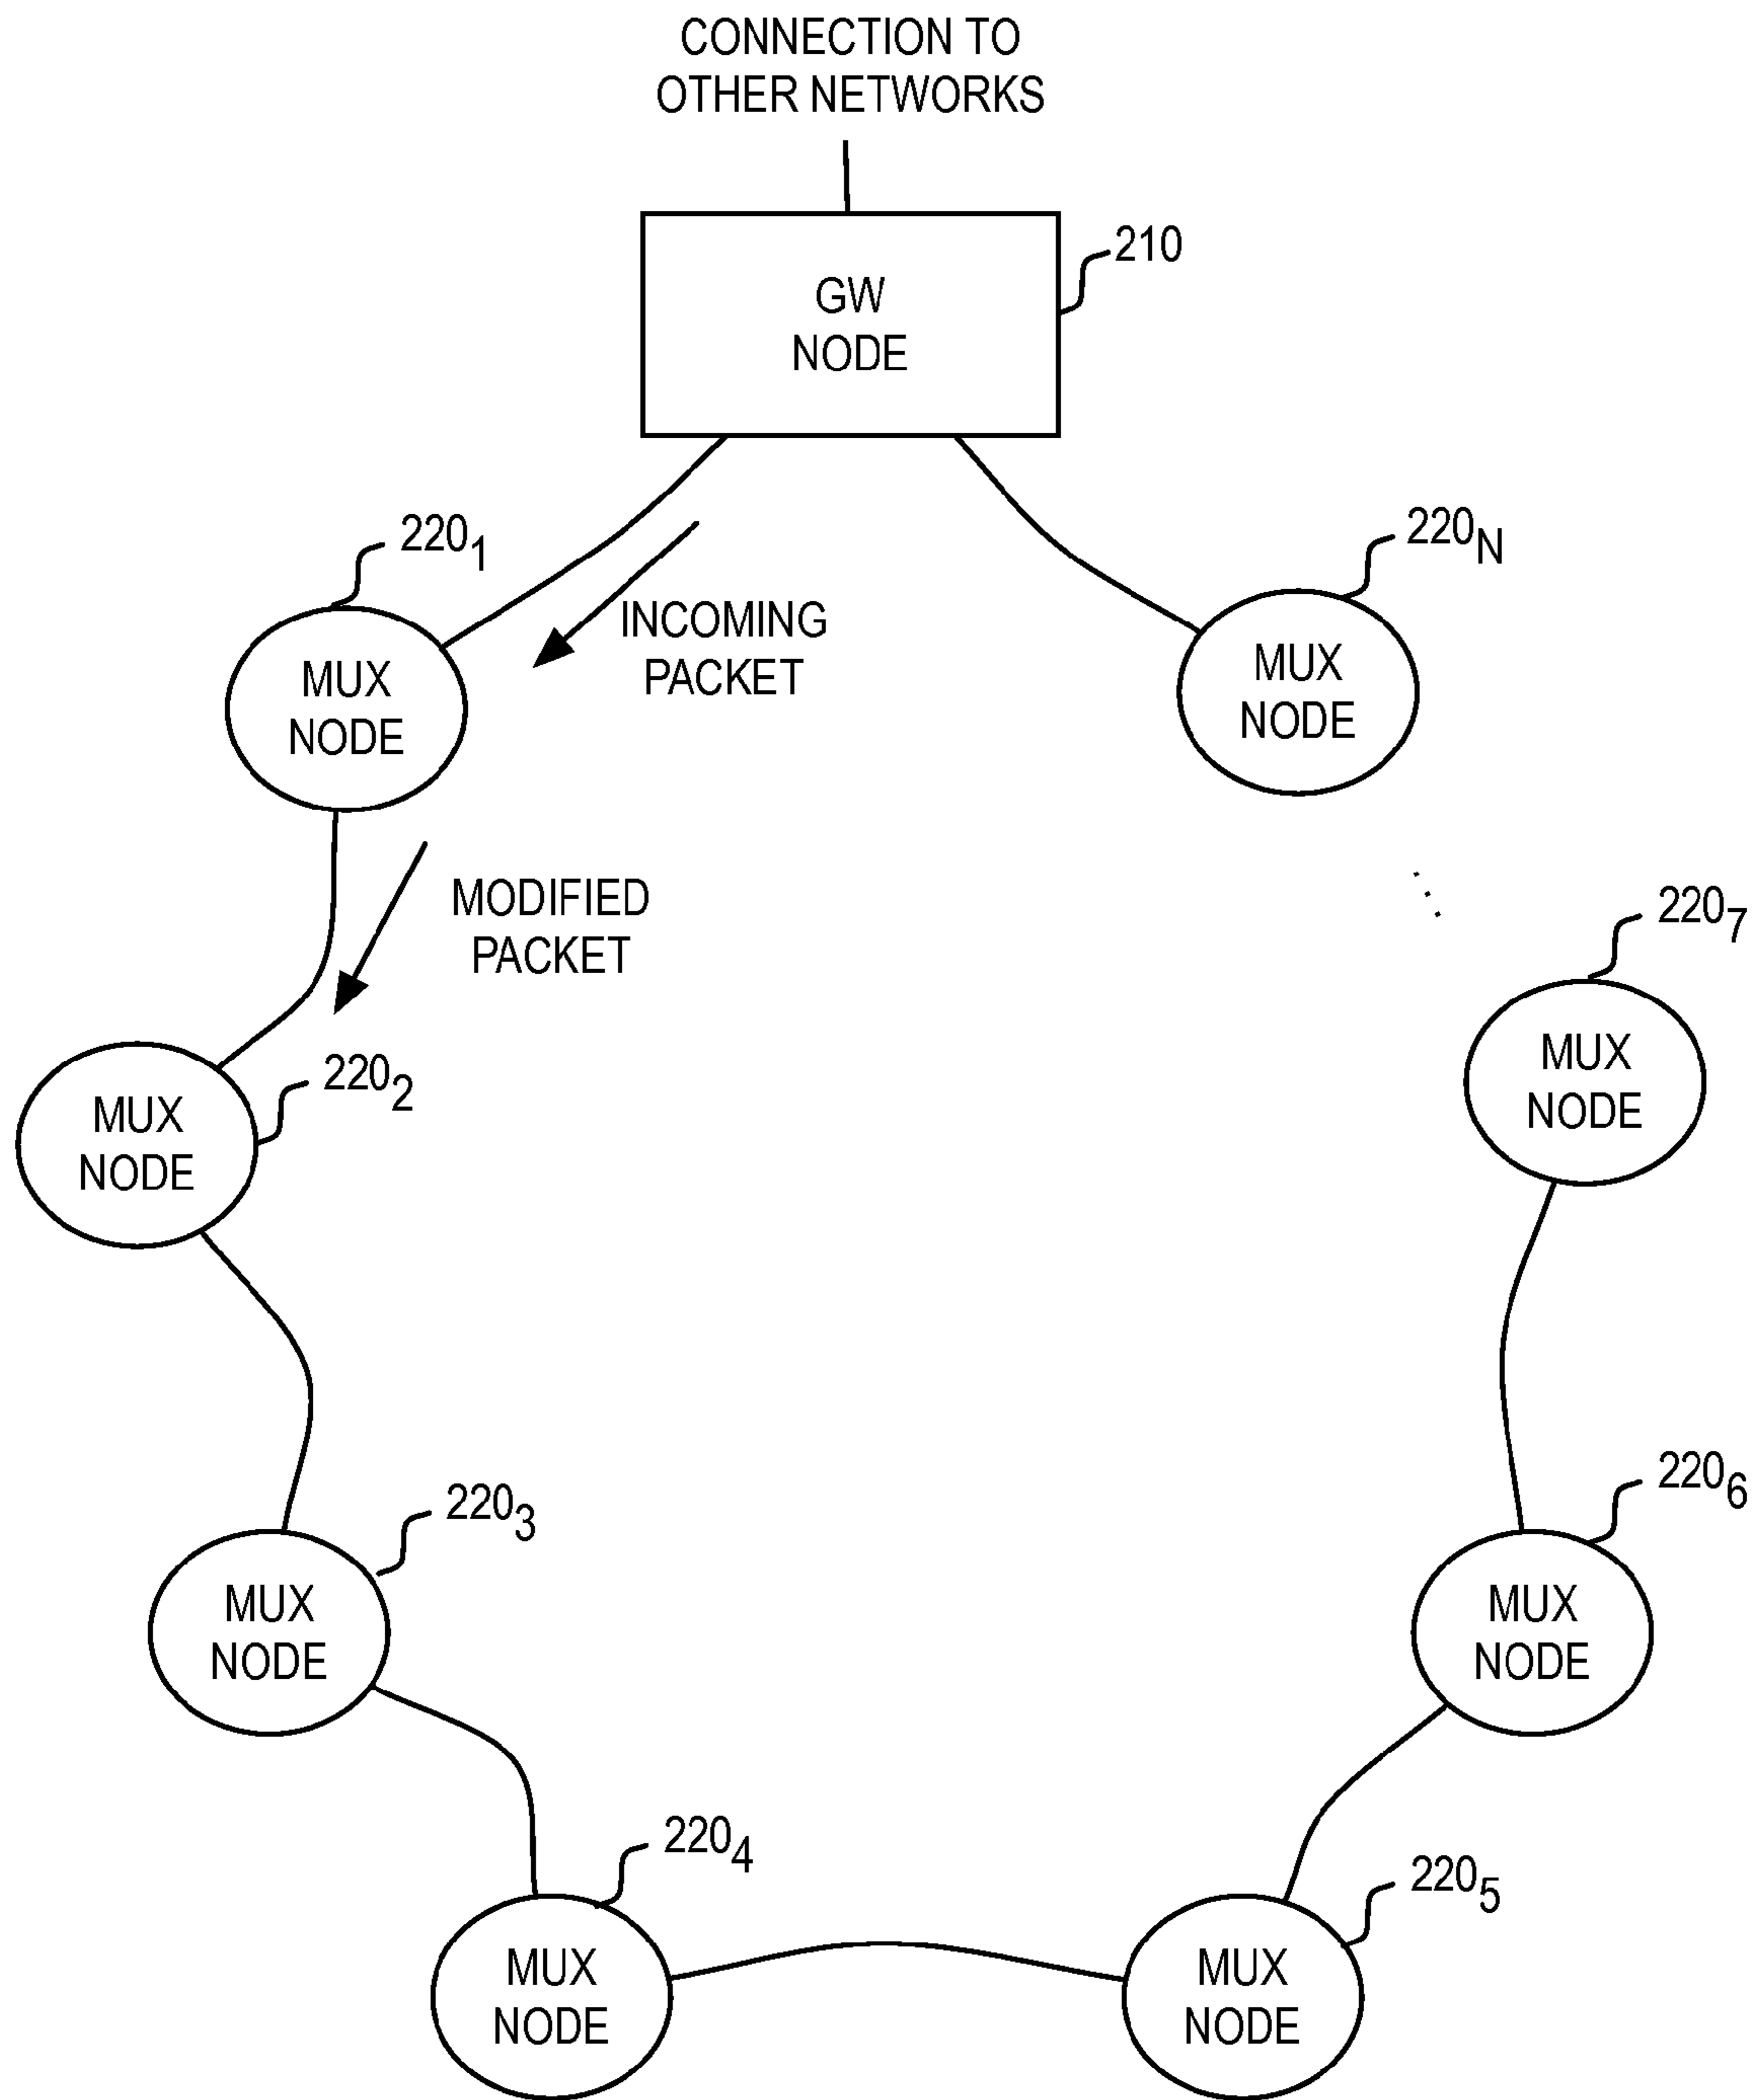 CONNECTION TO
OTHER NETWORKS
210
GW
NODE
220₁
220N
INCOMING
PACKET
MUX
NODE
MUX
NODE
MODIFIED
PACKET
220₇
220₂
MUX
NODE
MUX
NODE
220₃
220₆
MUX
NODE
MUX
NODE
220₄
220₅
MUX
NODE
MUX
NODE